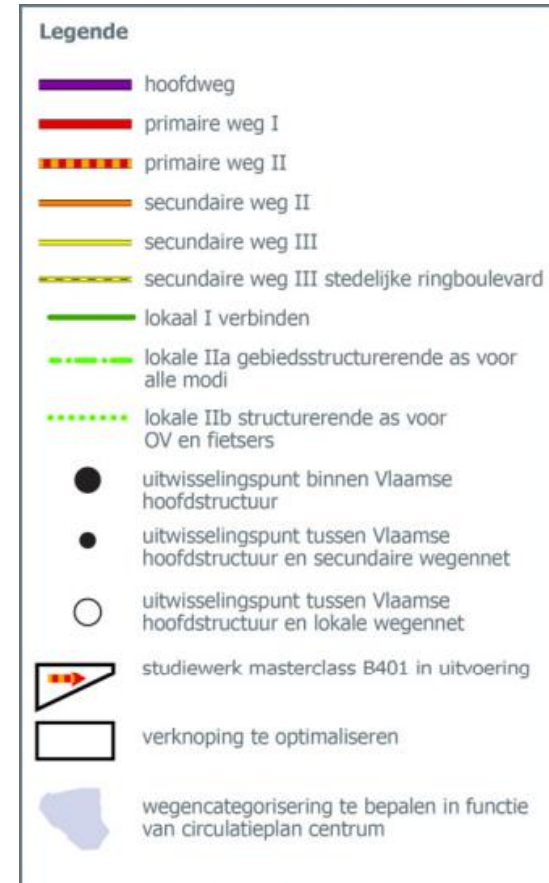 Legende
hoofdweg
primaire weg I
primaire weg II
secundaire weg II
secundaire weg III
secundaire weg III stedelijke ringboulevard
lokaal I verbinden
lokale IIa gebiedsstructurerende as voor
alle modi
lokale IIb structurerende as voor
OV en fietsers
uitwisselingspunt binnen Vlaamse
hoofdstructuur
uitwisselingspunt tussen Vlaamse
hoofdstructuur en secundaire wegennet
uitwisselingspunt tussen Vlaamse
hoofdstructuur en lokale wegennet
studiewerk masterclass B401 in uitvoering
verknoping te optimaliseren
wegencategorisering te bepalen in functie
van circulatieplan centrum